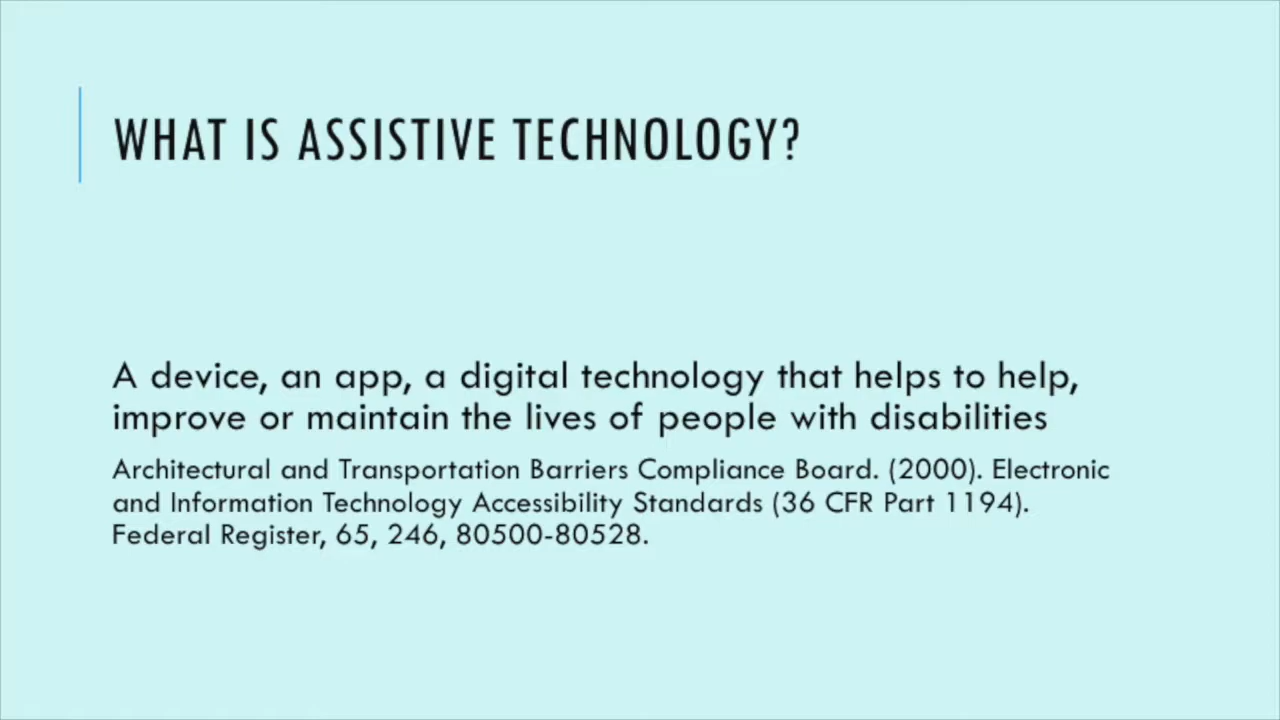 WHAT IS ASSISTIVE TECHNOLOGY?
A device, an app, a digital technology that helps to help,
improve or maintain the lives of people with disabilities
Architectural and Transportation Barriers Compliance Board. (2000). Electronic
and Information Technology Accessibility Standards (36 CFR Part 1194).
Federal Register, 65, 246, 80500-80528.